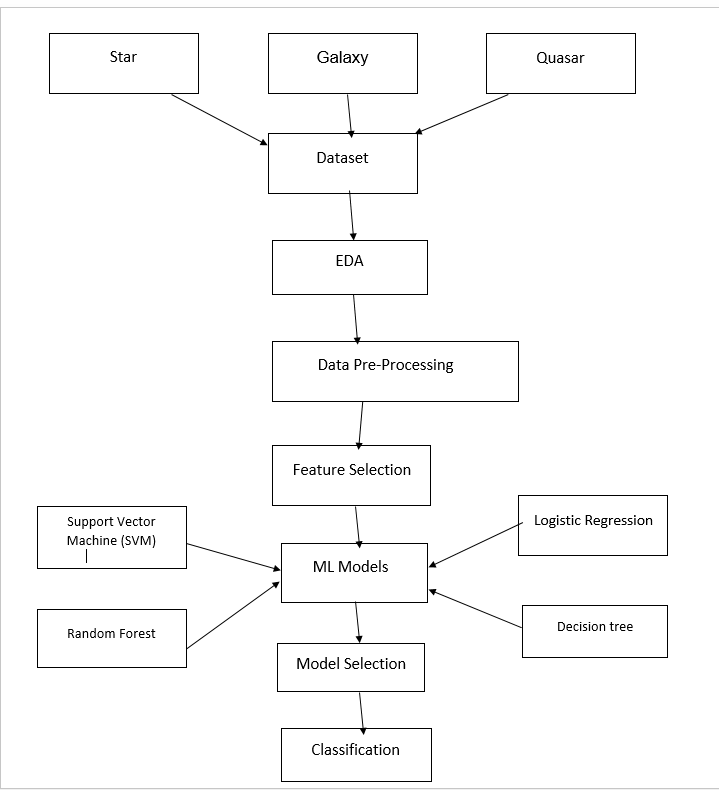 Star
Galaxy
Quasar
Dataset
EDA
Data Pre-Processing
Feature Selection
Support Vector
Machine (SVM)
Logistic Regression
ML Models
Random Forest
Decision tree
Model Selection
Classification